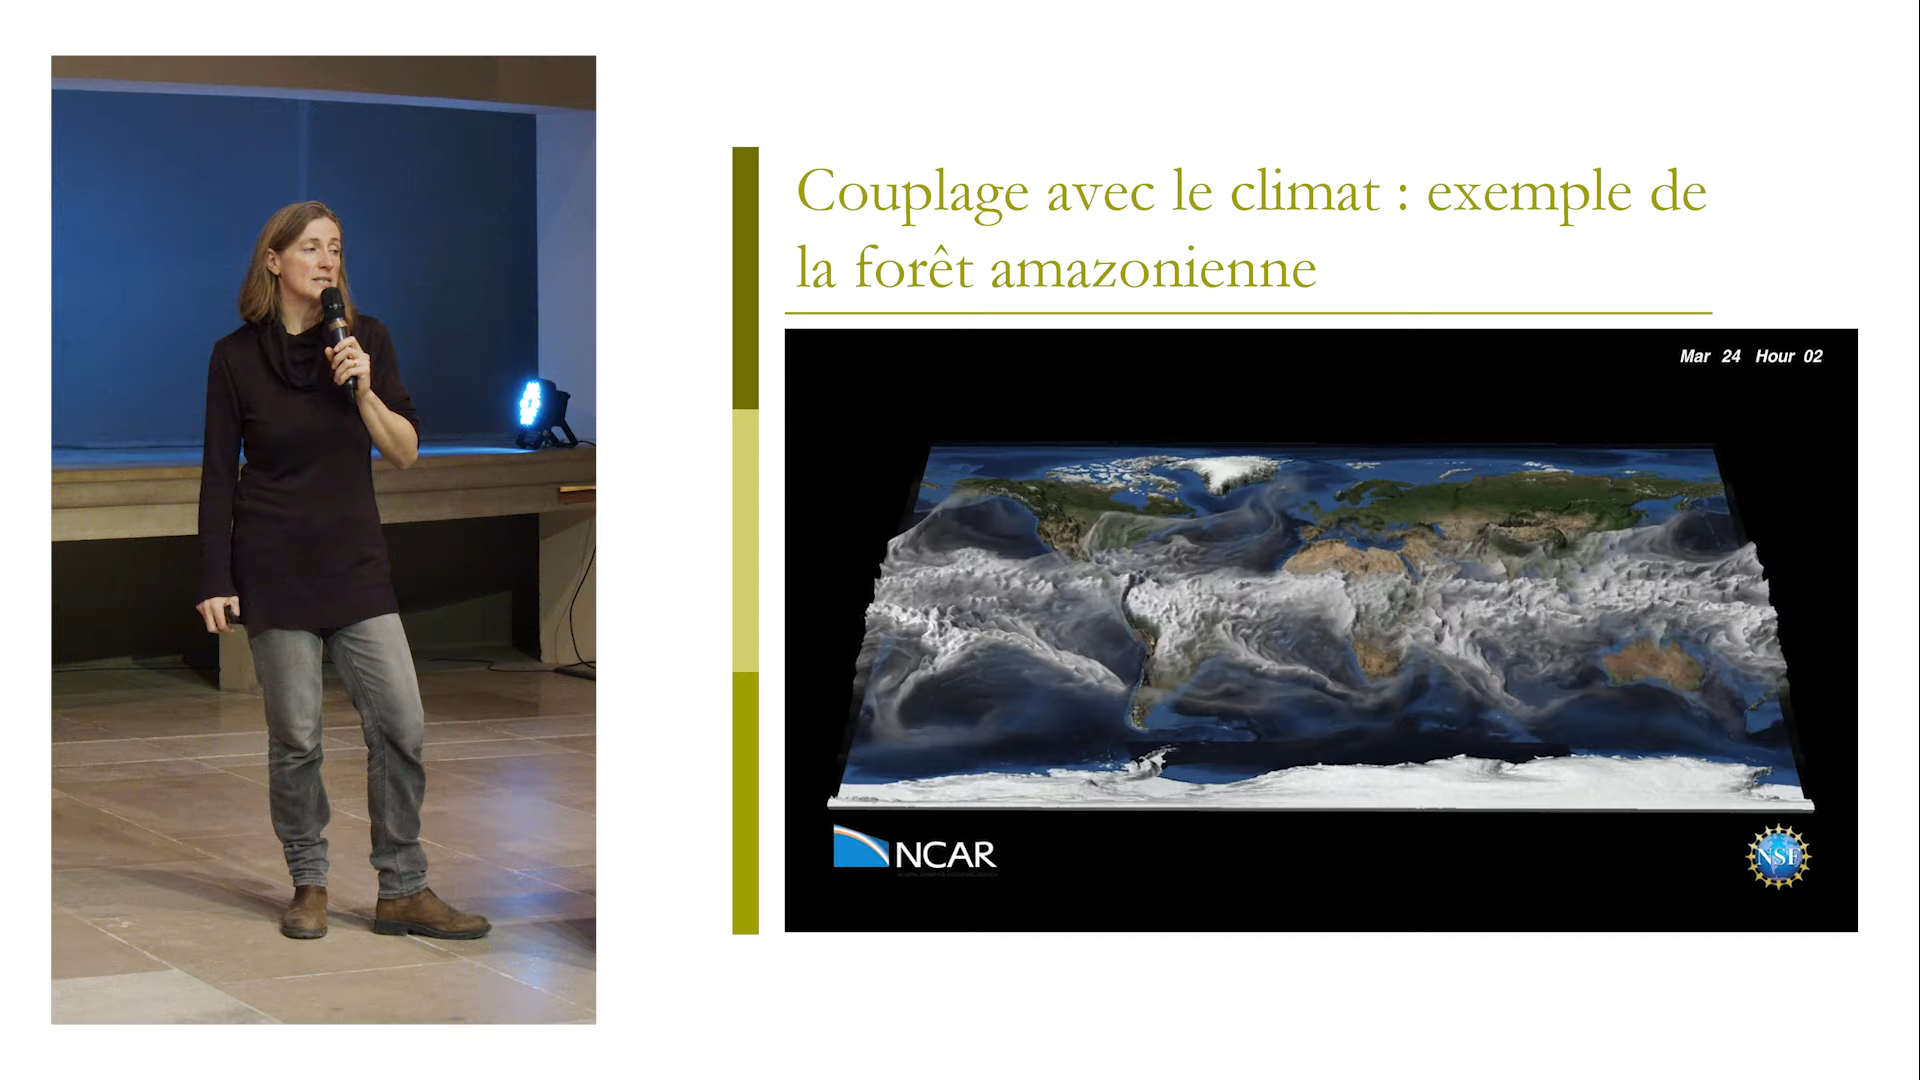 Couplage avec le climat : exemple de
la forêt amazonienne
Mar 24 Hour 02
NCAR
NSF